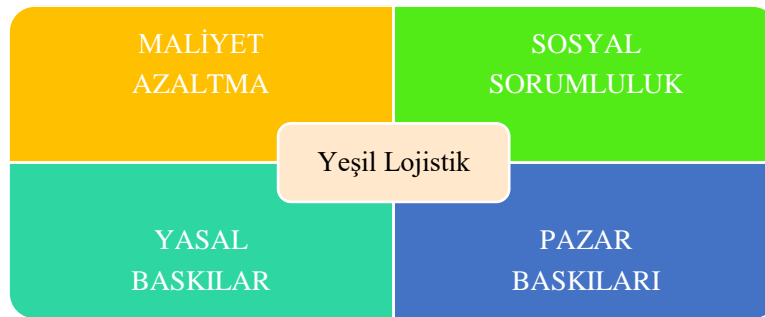 MALİYET
AZALTMA
SOSYAL
SORUMLULUK
Yeşil Lojistik
YASAL
BASKILAR
PAZAR
BASKILARI